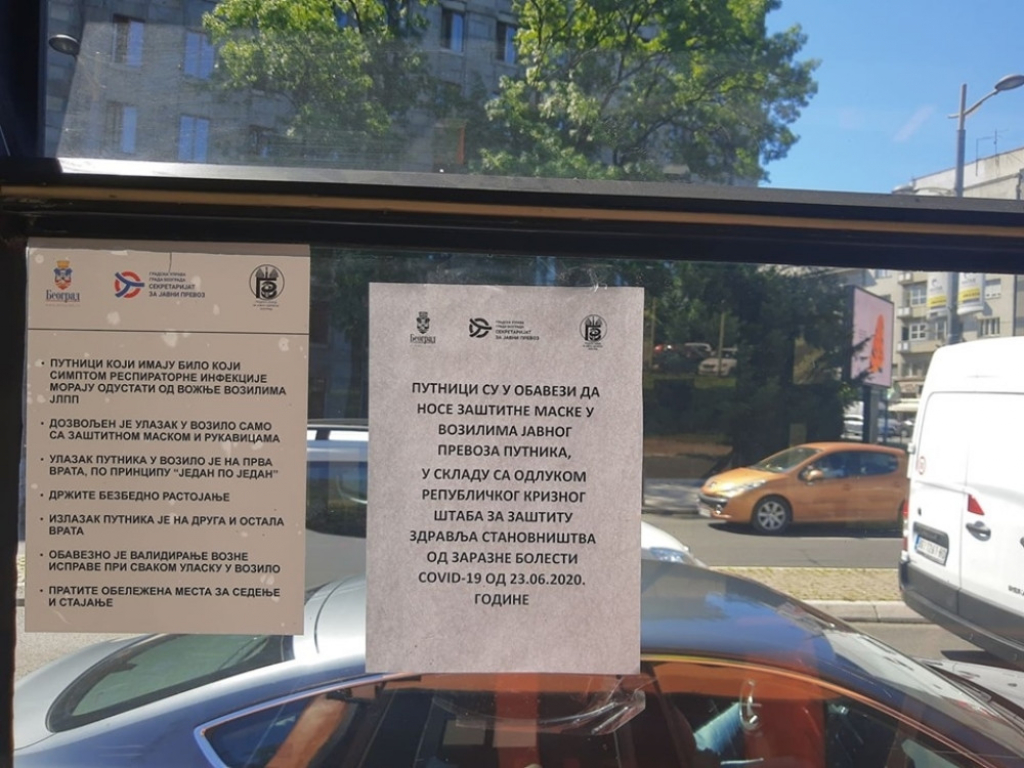 Београд
ГРАДСКА УПРАВА
ГРАДА БЕОГРАДА
СЕКРЕТАРИЈАТ
ЗА ЈАВНИ ПРЕВОЗ
• ПУТНИЦИ КОЈИ ИМАЈУ БИЛО КОЈИ
СИМПТОМ РЕСПИРАТОРНЕ ИНФЕКЦИЈЕ
МОРАЈУ ОДУСТАТИ ОД ВОЖЊЕ ВОЗИЛИМА
ЈЛПП
• ДОЗВОЉЕН ЈЕ УЛАЗАК У ВОЗИЛО САМО
СА ЗАШТИТНОМ МАСКОМ И РУКАВИЦАМА
• УЛАЗАК ПУТНИКА У ВОЗИЛО ЈЕ НА ПРВА
ВРАТА, ПО ПРИНЦИПУ "ЈЕДАН ПО ЈЕДАН"
• ДРЖИТЕ БЕЗБЕДНО РАСТОЈАЊЕ
• ИЗЛАЗАК ПУТНИКА ЈЕ НА ДРУГА И ОСТАЛА
ВРАТА
• ОБАВЕЗНО ЈЕ ВАЛИДИРАЊЕ ВОЗНЕ
ИСПРАВЕ ПРИ СВАКОМ УЛАСКУ У ВОЗИЛО
• ПРАТИТЕ ОБЕЛЕЖЕНА МЕСТА ЗА СЕДЕЊЕ
И СТАЈАЊЕ
Београд
ГРАДСКА УПРАВА
ГРАДА БЕОГРАДА
СЕКРЕТАРИЈАТ
ЗА ЈАВНИ ПРЕВОЗ
ПУТНИЦИ СУ У ОБАВЕЗИ ДА
НОСЕ ЗАШТИТНЕ МАСКЕ У
ВОЗИЛИМА ЈАВНОГ
ПРЕВОЗА ПУТНИКА,
У СКЛАДУ СА ОДЛУКОМ
РЕПУБЛИЧКОГ КРИЗНОГ
ШТАБА ЗА ЗАШТИТУ
ЗДРАВЉА СТАНОВНИШТВА
ОД ЗАРАЗНЕ БОЛЕСТИ
COVID-19 ОД 23.06.2020.
ГОДИНЕ